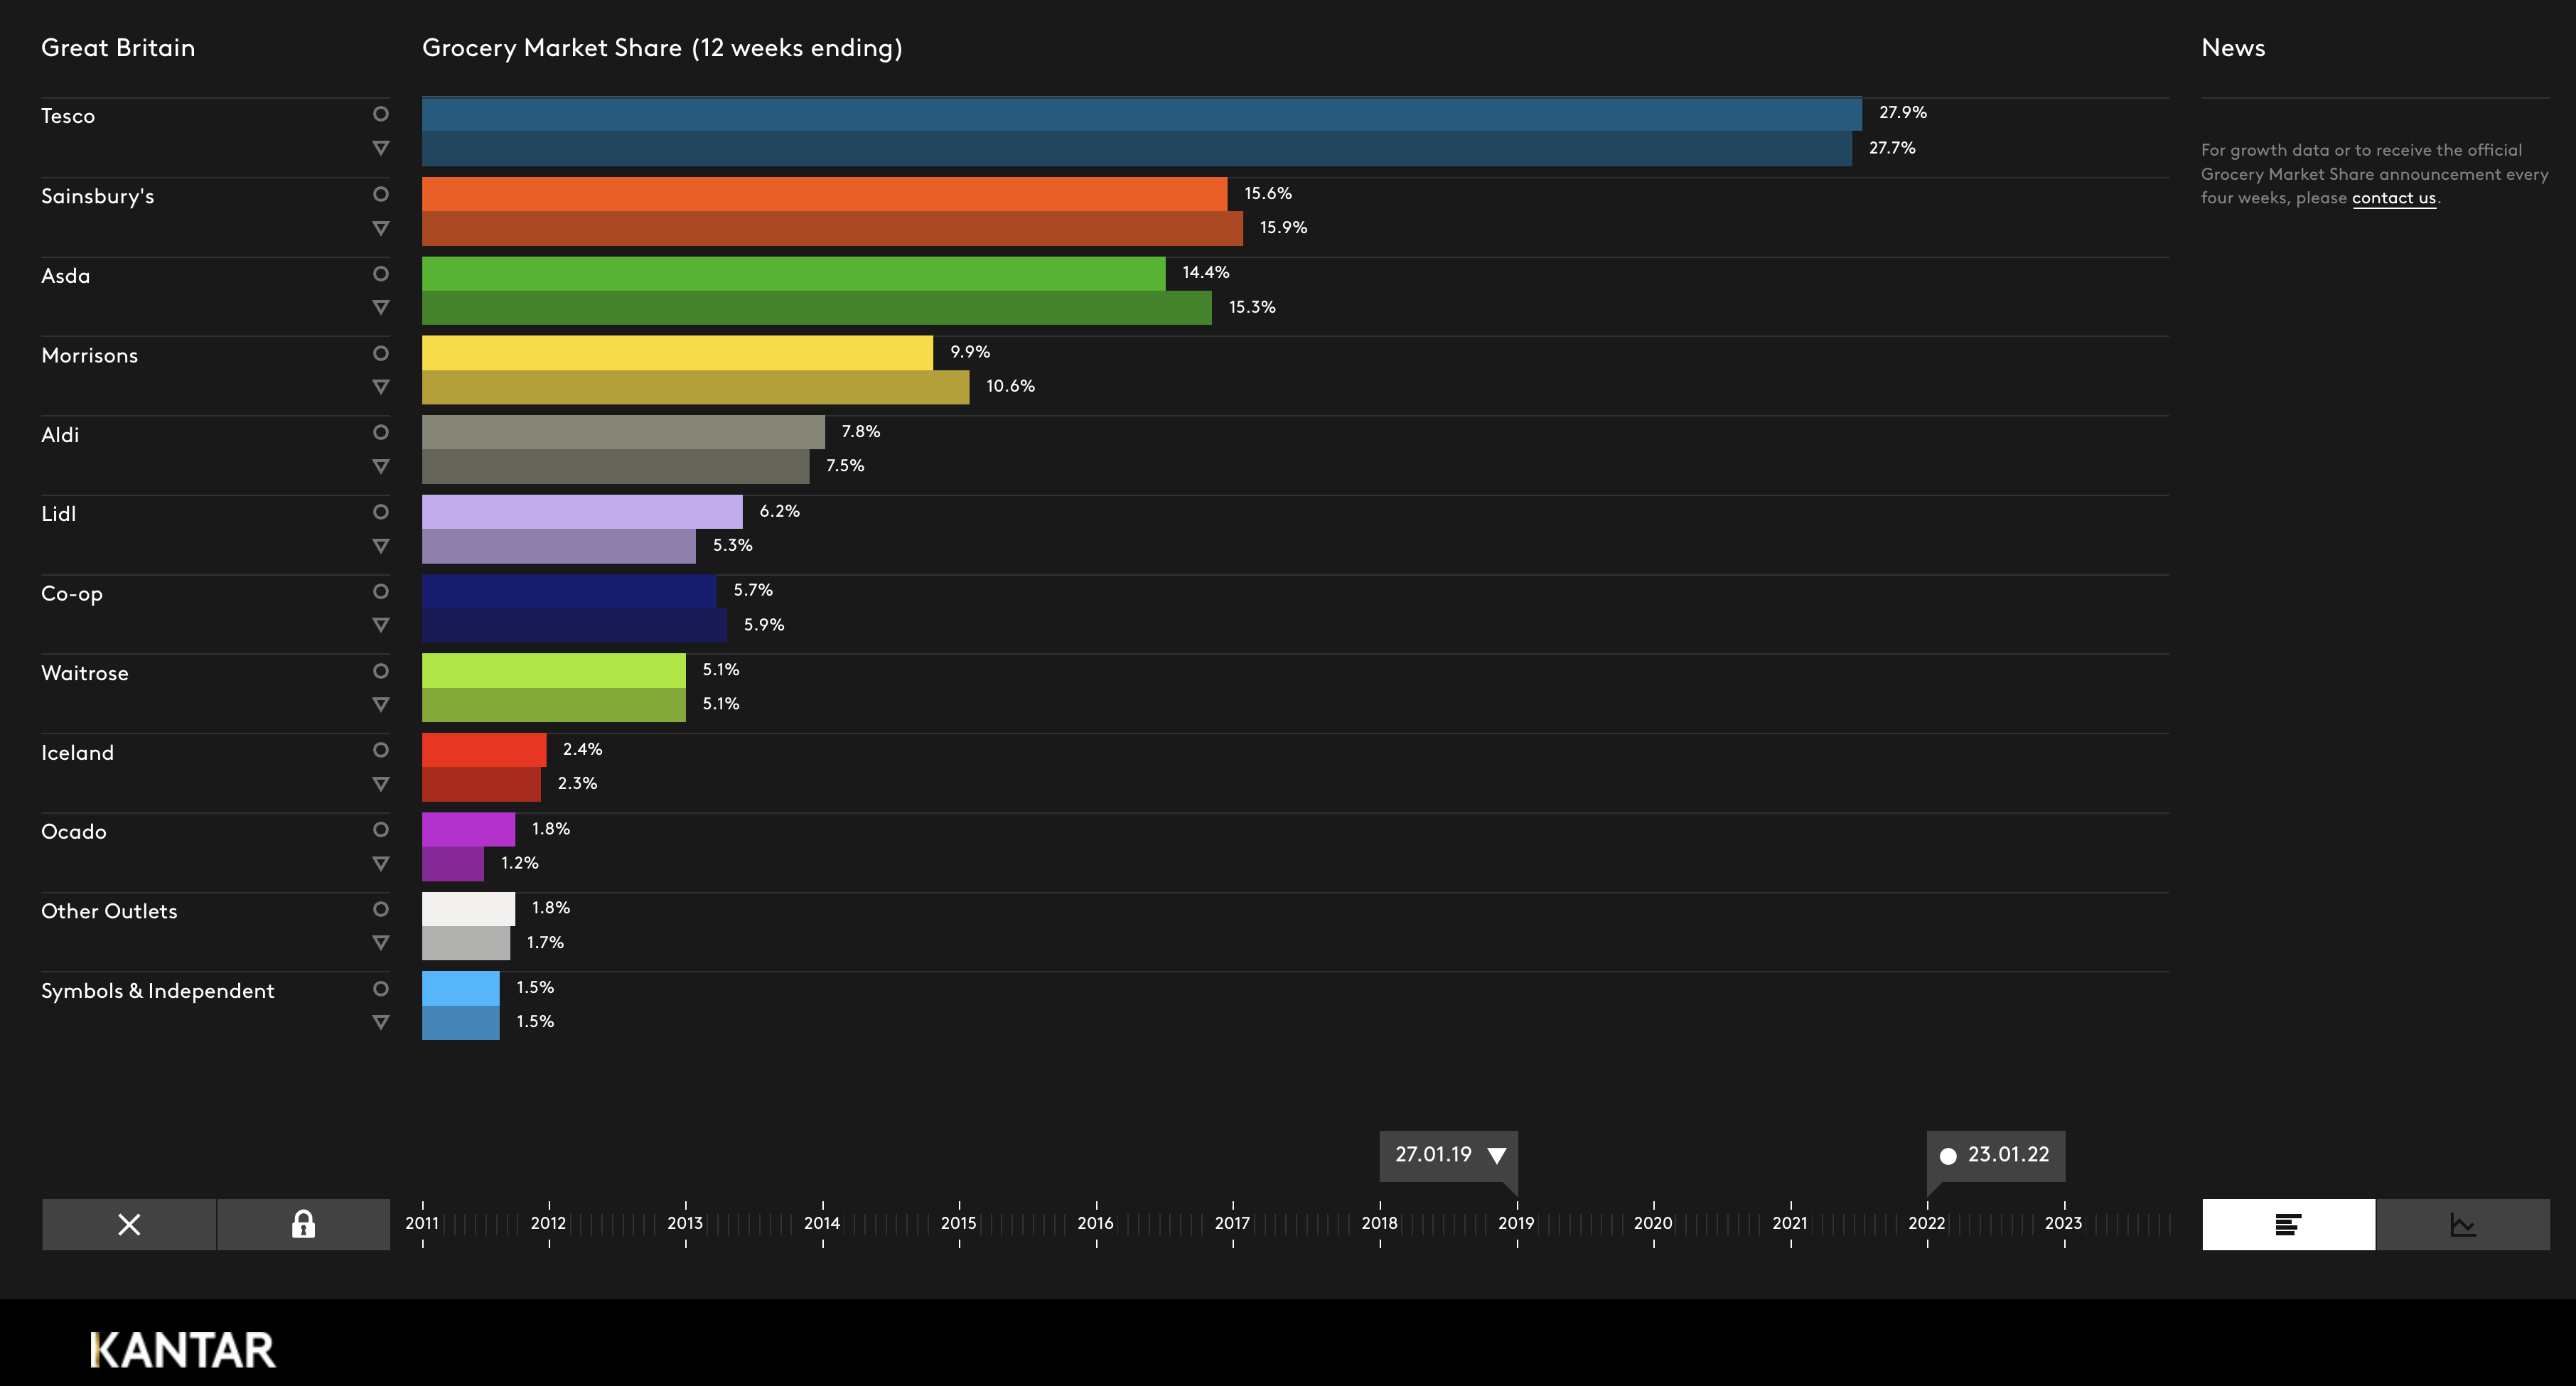 Great Britain
Grocery Market Share (12 weeks ending)
News
Tesco
27.9%
27.7%
For growth data or to receive the official
Grocery Market Share announcement every
four weeks, please contact us.
Sainsbury's
15.6%
15.9%
Asda
14.4%
15.3%
Morrisons
9.9%
10.6%
Aldi
7.8%
7.5%
Lidl
6.2%
5.3%
Co-op
5.7%
5.9%
Waitrose
5.1%
5.1%
Iceland
2.4%
2.3%
Ocado
1.8%
1.2%
Other Outlets
1.8%
1.7%
Symbols & Independent
1.5%
1.5%
27.01.19
23.01.22
2011 2012 2013 2014 2015 2016 2017 2018 2019 2020 2021 2022 2023
KANTAR